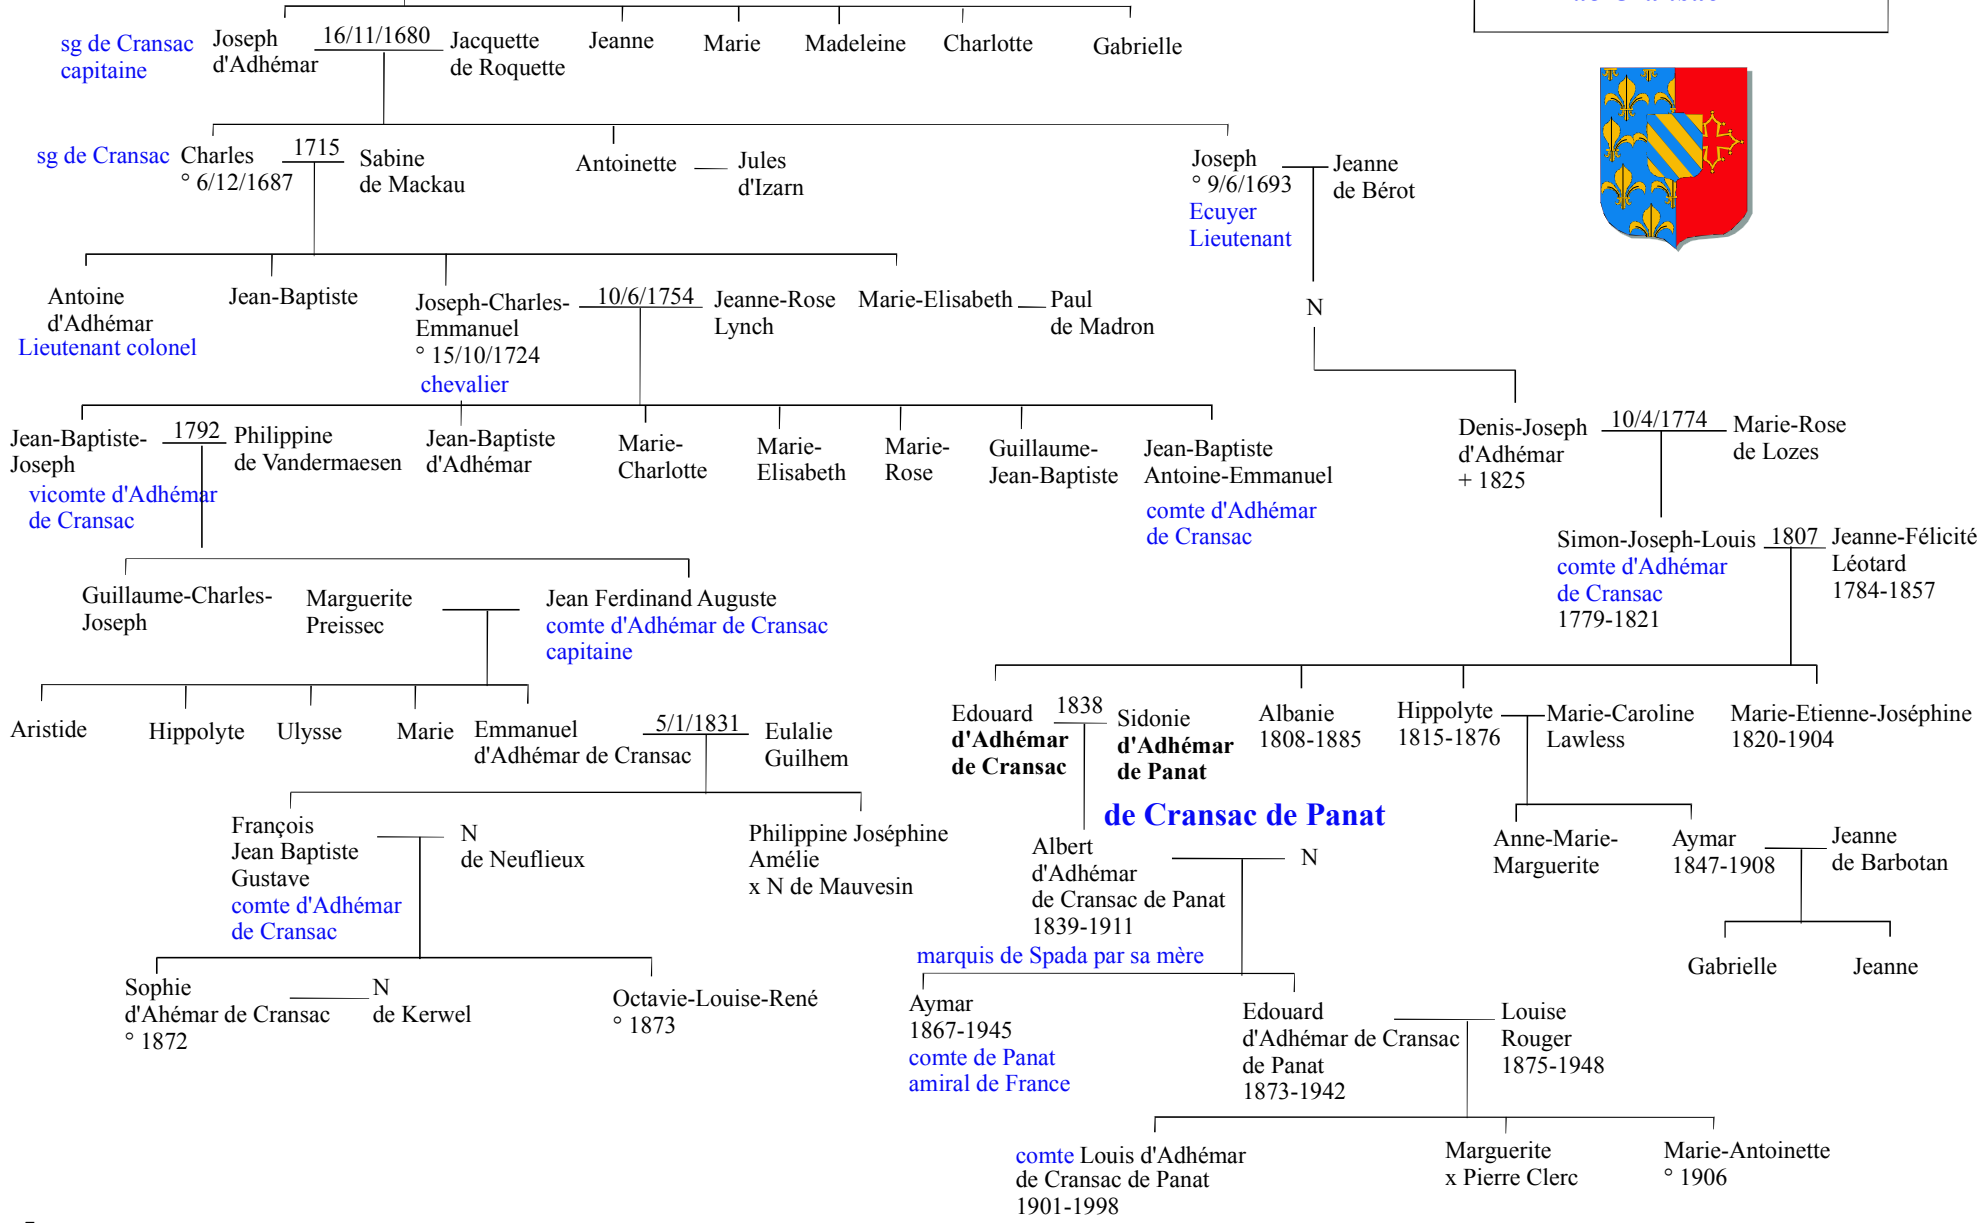 sg de Cransac
capitaine
Joseph
d'Adhémar
16/11/1680
Jacquette
de Roquette
Jeanne
Marie
Madeleine
Charlotte
Gabrielle
sg de Cransac
Charles
° 6/12/1687
1715
Sabine
de Mackau
Antoinette
Jules
d'Izarn
Joseph
° 9/6/1693
Ecuyer
Lieutenant
Jeanne
de Bérot
Antoine
d'Adhémar
Lieutenant colonel
Jean-Baptiste
Joseph-Charles-
Emmanuel
° 15/10/1724
chevalier
10/6/1754
Jeanne-Rose
Lynch
Marie-Elisabeth
Paul
de Madron
N
Jean-Baptiste-
Joseph
vicomte d'Adhémar
de Cransac
1792
Philippine
de Vandermaesen
Jean-Baptiste
d'Adhémar
Marie-
Charlotte
Marie-
Elisabeth
Marie-
Rose
Guillaume-
Jean-Baptiste
Jean-Baptiste
Antoine-Emmanuel
comte d'Adhémar
de Cransac
Denis-Joseph
d'Adhémar
+ 1825
10/4/1774
Marie-Rose
de Lozes
Simon-Joseph-Louis
comte d'Adhémar
de Cransac
1779-1821
1807
Jeanne-Félicité
Léotard
1784-1857
Guillaume-Charles-
Joseph
Marguerite
Preissec
Jean Ferdinand Auguste
comte d'Adhémar de Cransac
capitaine
Aristide
Hippolyte
Ulysse
Marie
Emmanuel
d'Adhémar de Cransac
5/1/1831
Eulalie
Guilhem
Edouard
d'Adhémar
de Cransac
1838
Sidonie
d'Adhémar
de Panat
Albanie
1808-1885
Hippolyte
1815-1876
Marie-Caroline
Lawless
Marie-Etienne-Joséphine
1820-1904
de Cransac de Panat
François
Jean Baptiste
Gustave
comte d'Adhémar
de Cransac
N
de Neuflieux
Philippine Joséphine
Amélie
x N de Mauvesin
Albert
d'Adhémar
de Cransac de Panat
1839-1911
marquis de Spada par sa mère
N
Anne-Marie-
Marguerite
Aymar
1847-1908
Jeanne
de Barbotan
Gabrielle
Jeanne
Sophie
d'Ahémar de Cransac
° 1872
N
de Kerwel
Octavie-Louise-René
° 1873
Aymar
1867-1945
comte de Panat
amiral de France
Edouard
d'Adhémar de Cransac
de Panat
1873-1942
Louise
Rouger
1875-1948
comte Louis d'Adhémar
de Cransac de Panat
1901-1998
Marguerite
x Pierre Clerc
Marie-Antoinette
° 1906